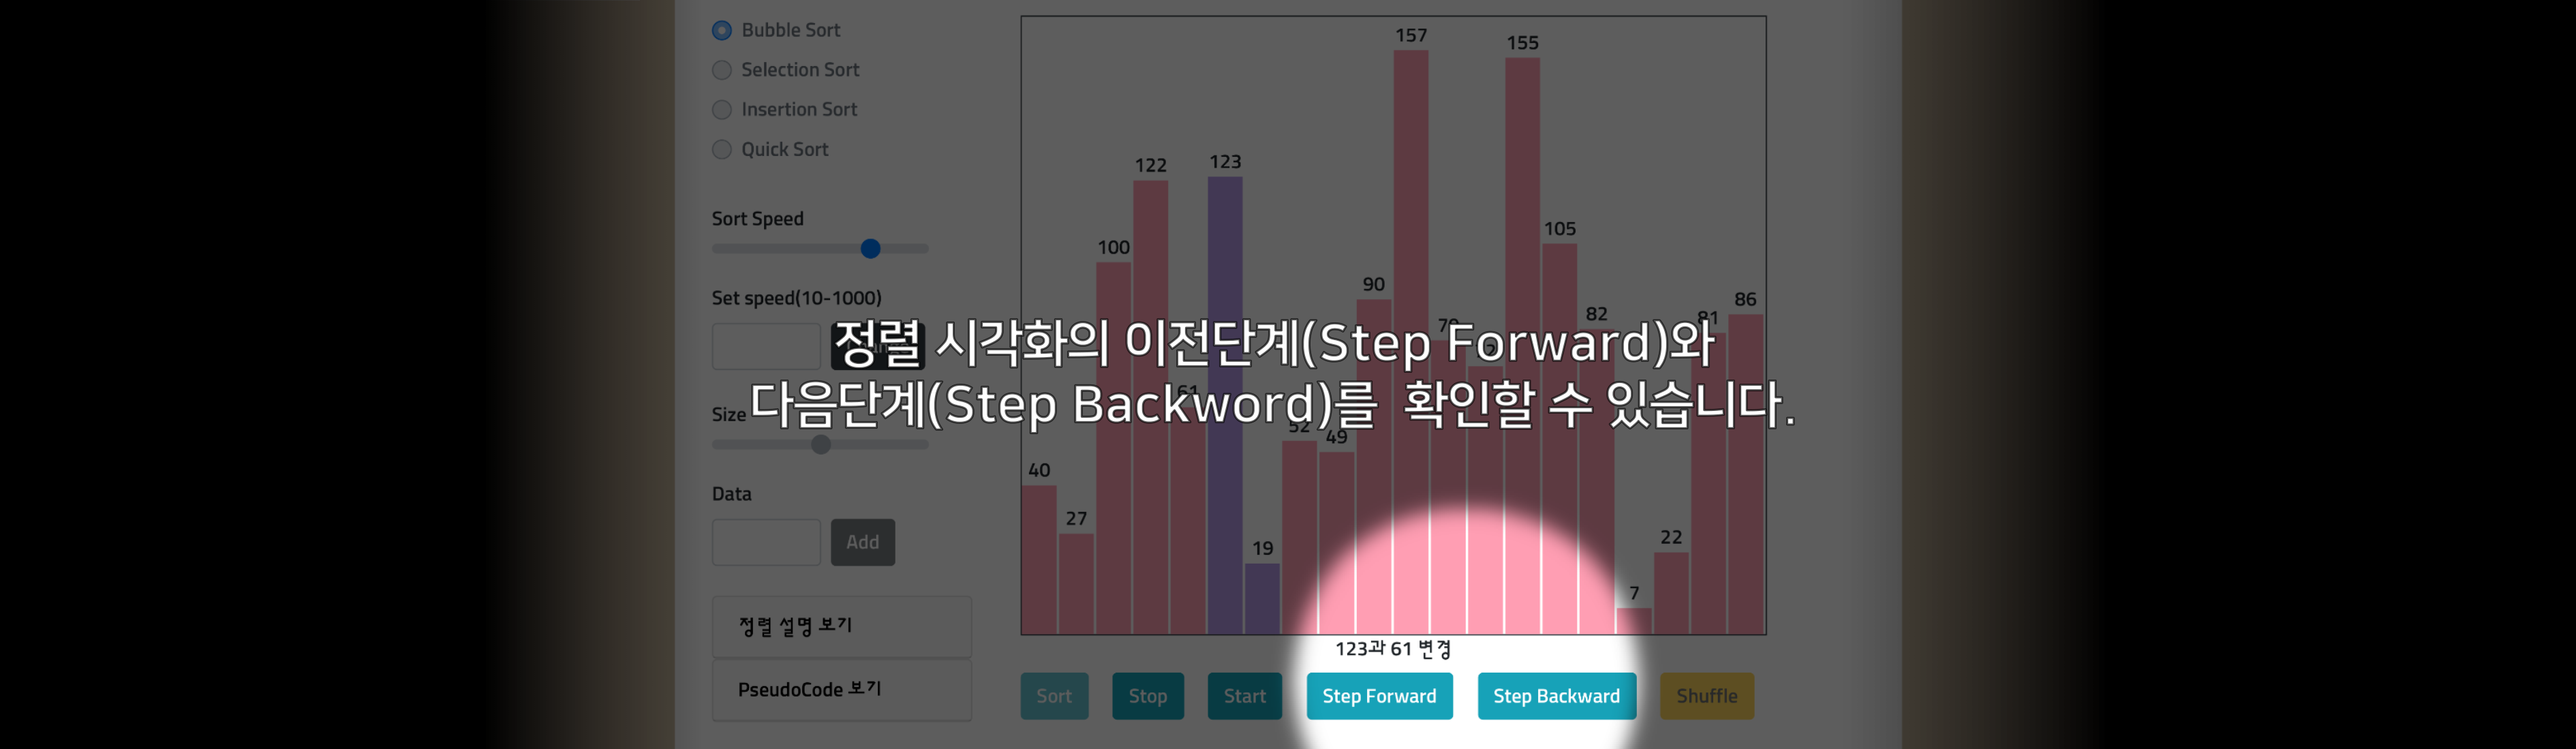 Bubble Sort
Selection Sort
Insertion Sort
Quick Sort
Sort Speed
Set speed(10-1000)
Size
Data
Add
정렬 설명 보기
PseudoCode 보기
157
155
122
123
100
105
90
82
86
81
61
52
49
40
27
19
22
7
정렬 시각화의 이전단계(Step Forward)와
다음단계(Step Backword)를 확인할 수 있습니다.
123과 61 변경
Sort
Stop
Start
Step Forward
Step Backward
Shuffle